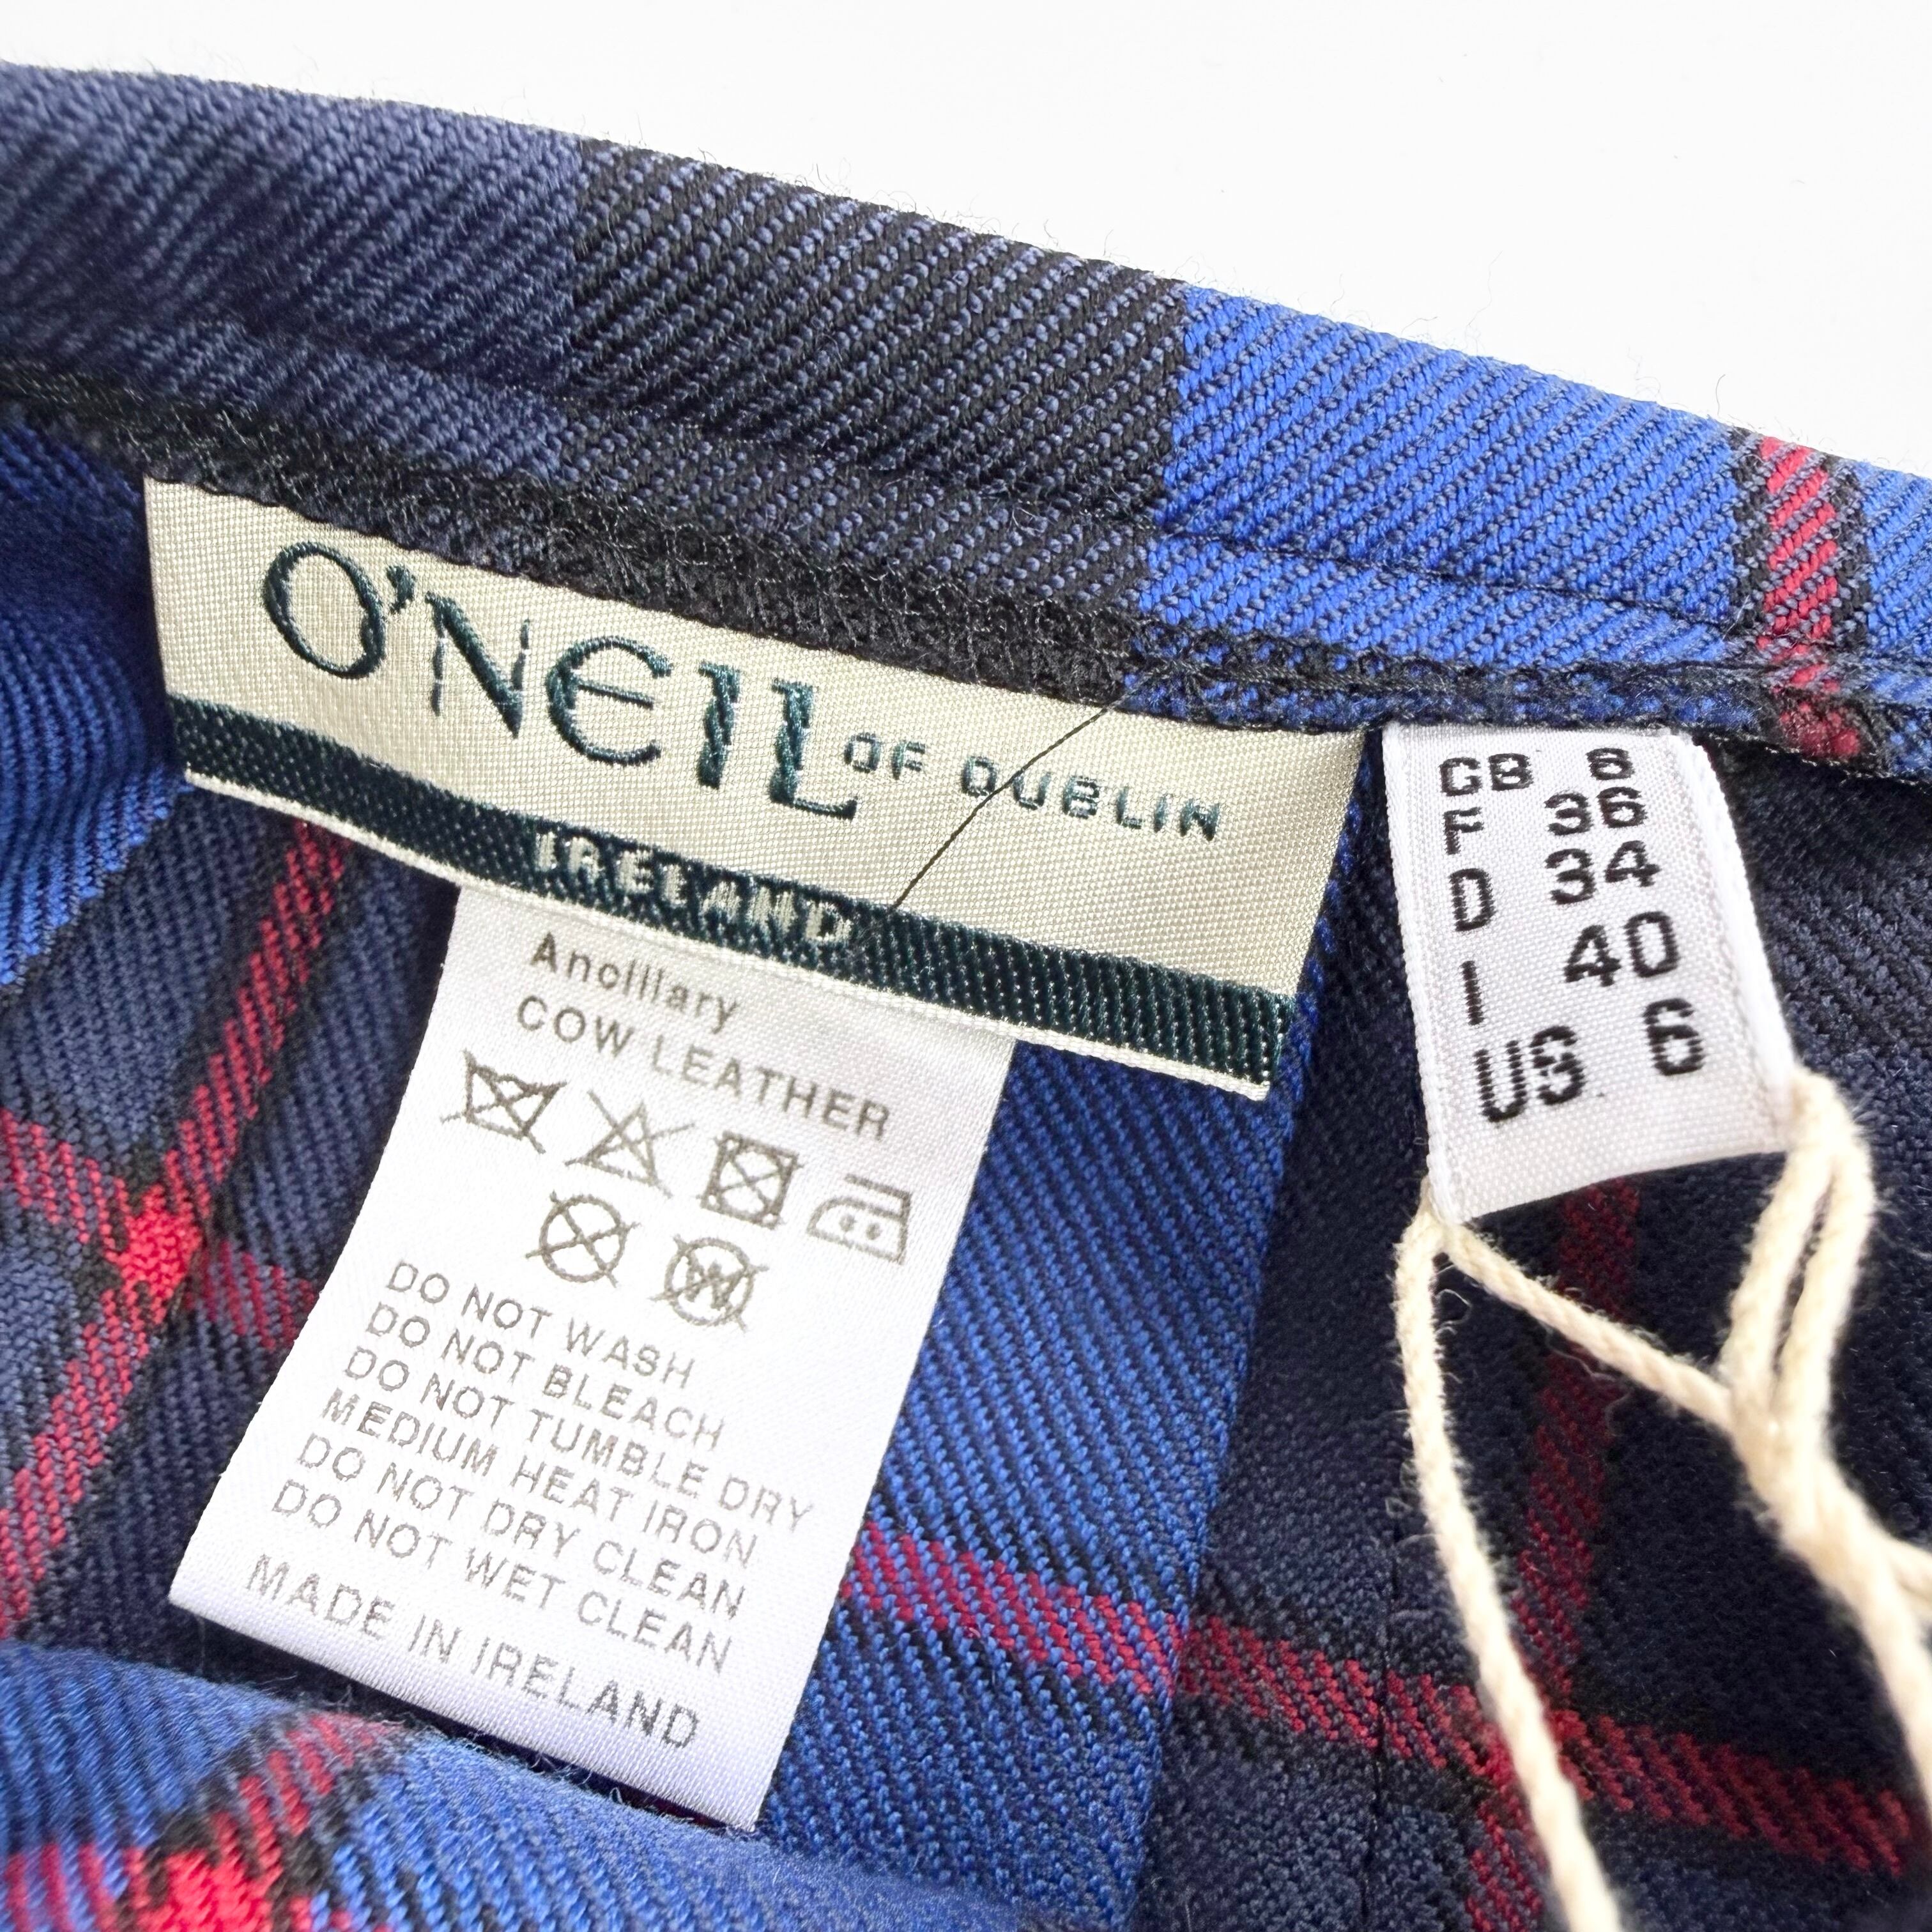 O'NEIL OF DUBLIN
IRELAND
Ancillary
COW LEATHER
W
DO NOT WASH
DO NOT BLEACH
DO NOT TUMBLE DRY
MEDIUM HEAT IRON
DO NOT DRY CLEAN
DO NOT WET CLEAN
MADE IN IRELAND
GB 6
F 36
D 34
I 40
US 6